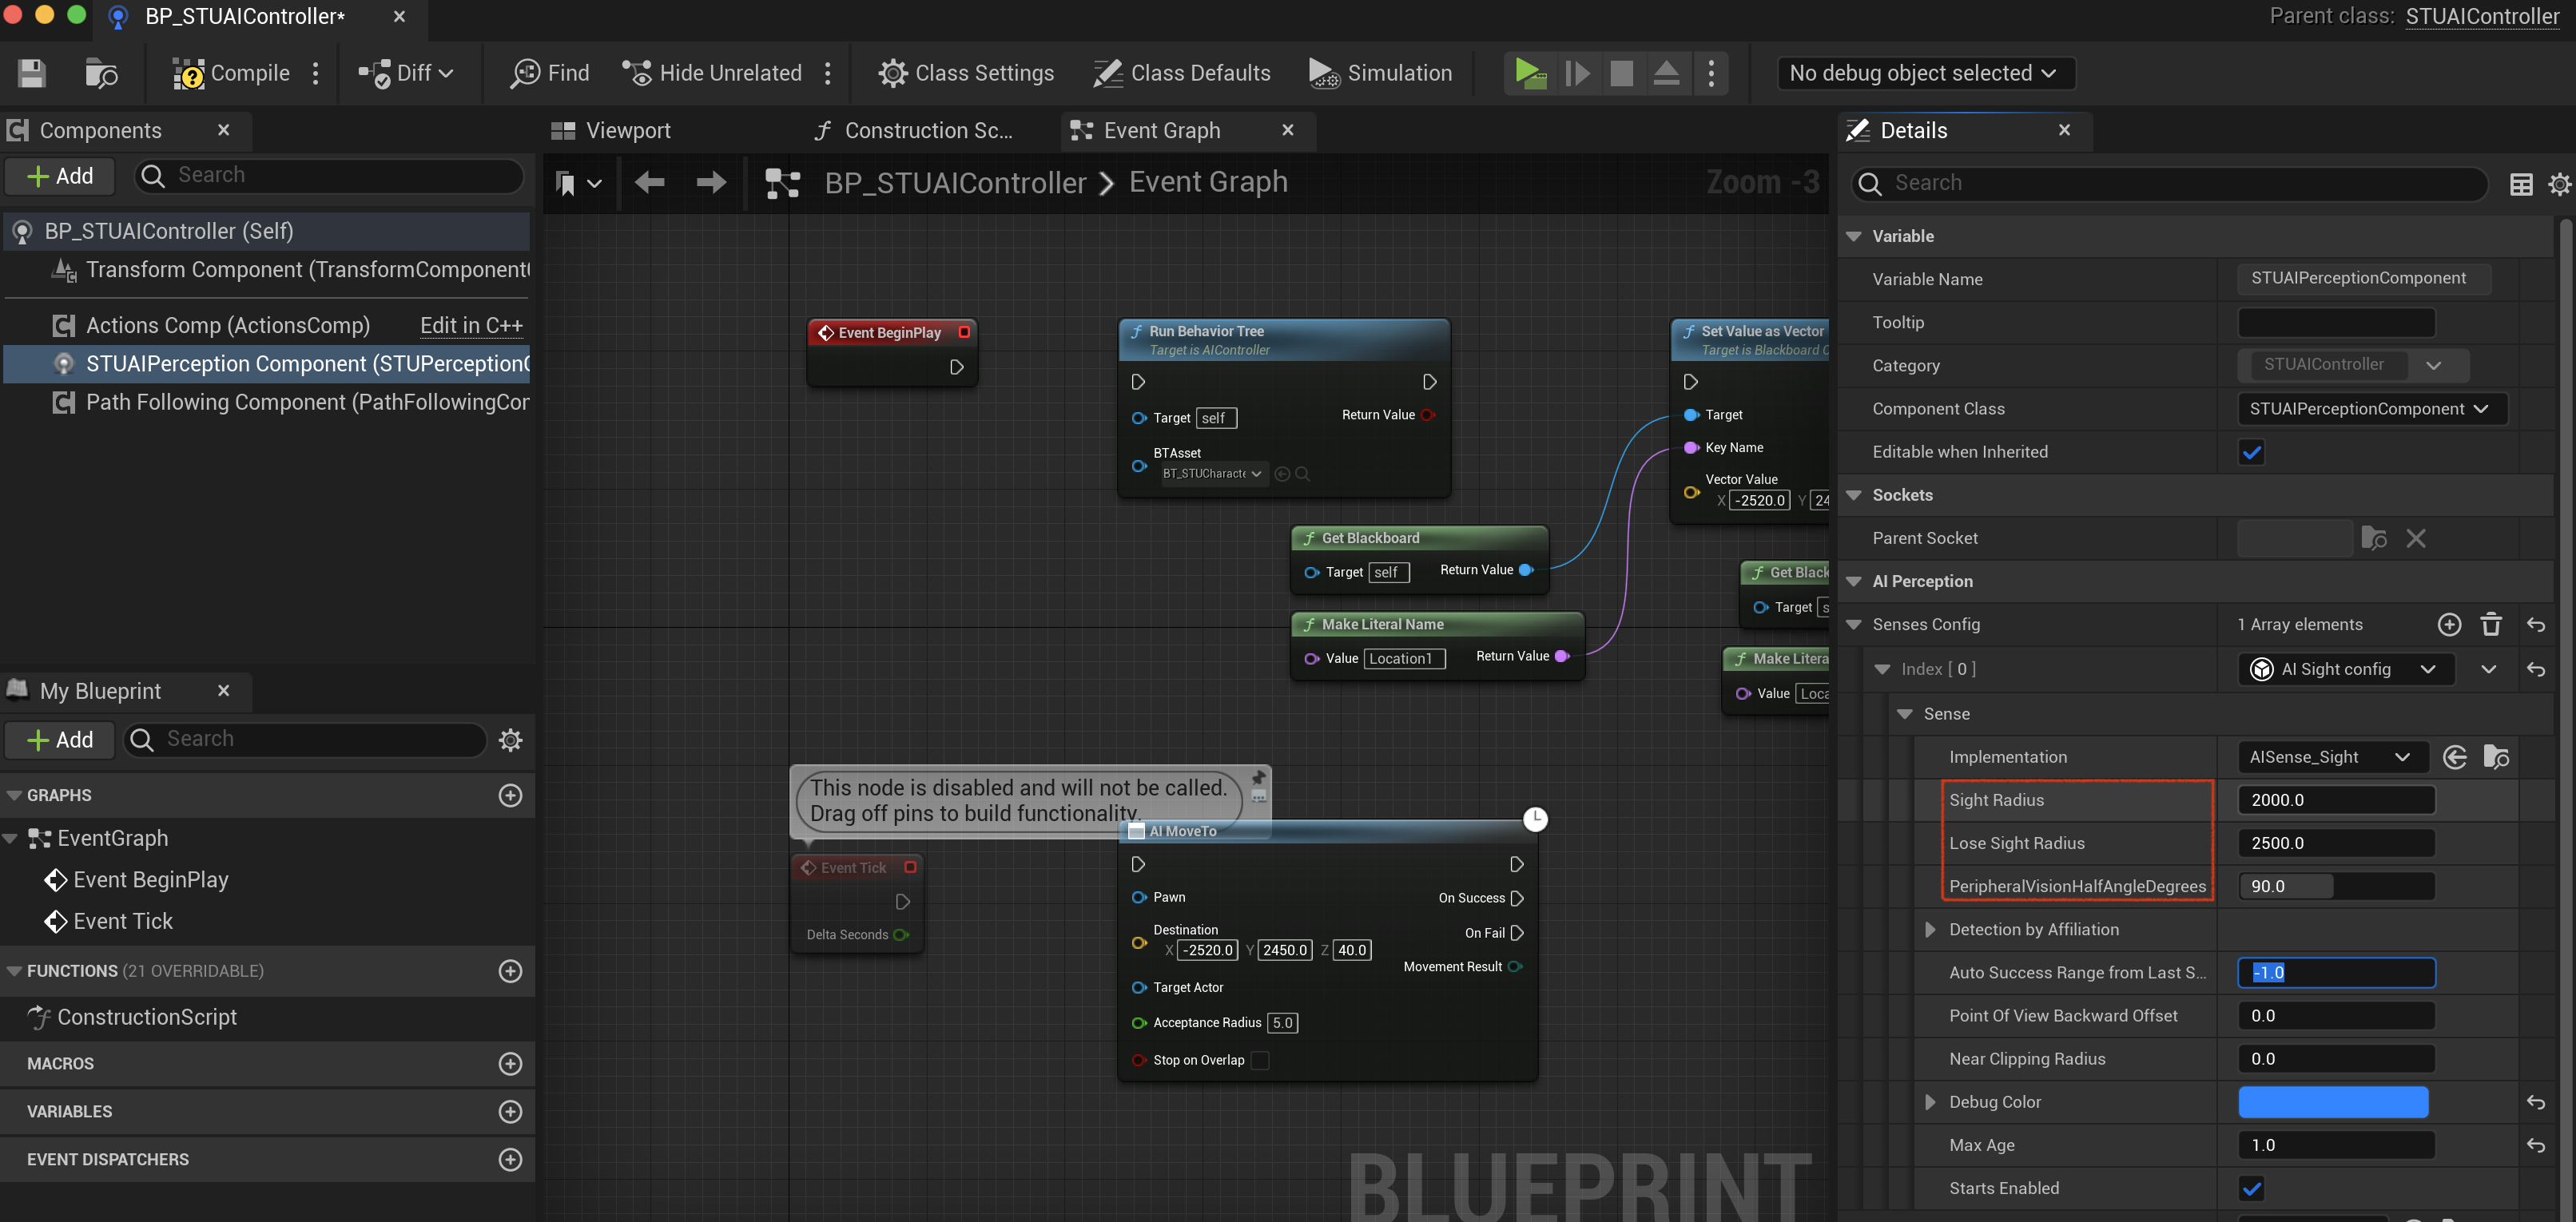 BP_STUAIController*
Parent class: STUAIController
Compile
Diff
Find
Hide Unrelated
Class Settings
Class Defaults
Simulation
No debug object selected
Components
Add
Search
BP_STUAIController (Self)
Transform Component (TransformComponent
Actions Comp (ActionsComp)
Edit in C++
STUAIPerception Component (STUPerception
Path Following Component (PathFollowingCor
My Blueprint
Add
Search
GRAPHS
EventGraph
Event BeginPlay
Event Tick
FUNCTIONS (21 OVERRIDABLE)
ConstructionScript
MACROS
VARIABLES
EVENT DISPATCHERS
Viewport
Construction Sc...
Event Graph
BP_STUAIController > Event Graph
Zoom -3
Event BeginPlay
Run Behavior Tree
Target is AIController
Target self
Return Value
BTAsset
BT_STUCharacte
Set Value as Vector
Target is Blackboard C
Target
Key Name
Vector Value
X -2520.0 Y 24
Get Blackboard
Target self
Return Value
Make Literal Name
Value Location1
Return Value
Get Black
Target s
Make Litera
Value Loca
This node is disabled and will not be called.
Drag off pins to build functionality.
Event Tick
Delta Seconds
AI MoveTo
Pawn
On Success
Destination
X -2520.0 Y 2450.0 Z 40.0
On Fail
Movement Result
Target Actor
Acceptance Radius 5.0
Stop on Overlap
BLUEPRINT
Details
Search
Variable
Variable Name
STUAIPerceptionComponent
Tooltip
Category
STUAIController
Component Class
STUAIPerceptionComponent
Editable when Inherited
Sockets
Parent Socket
AI Perception
Senses Config
1 Array elements
Index [ 0 ]
AI Sight config
Sense
Implementation
AISense_Sight
Sight Radius
2000.0
Lose Sight Radius
2500.0
PeripheralVisionHalfAngleDegrees
90.0
Detection by Affiliation
Auto Success Range from Last S...
-1.0
Point Of View Backward Offset
0.0
Near Clipping Radius
0.0
Debug Color
Max Age
1.0
Starts Enabled